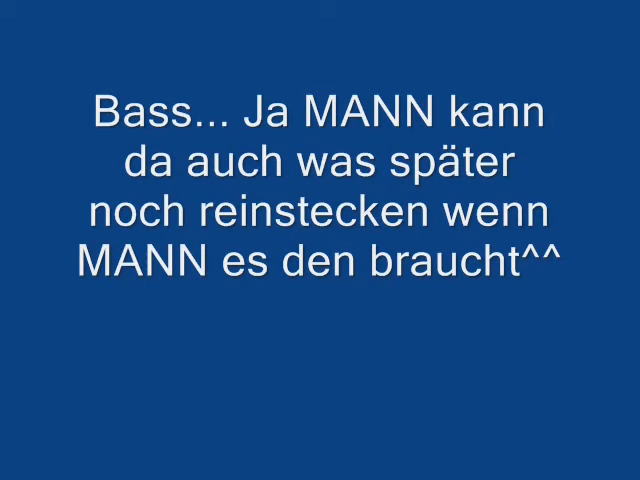 Bass... Ja MANN kann
da auch was später
noch reinstecken wenn
MANN es den braucht^^